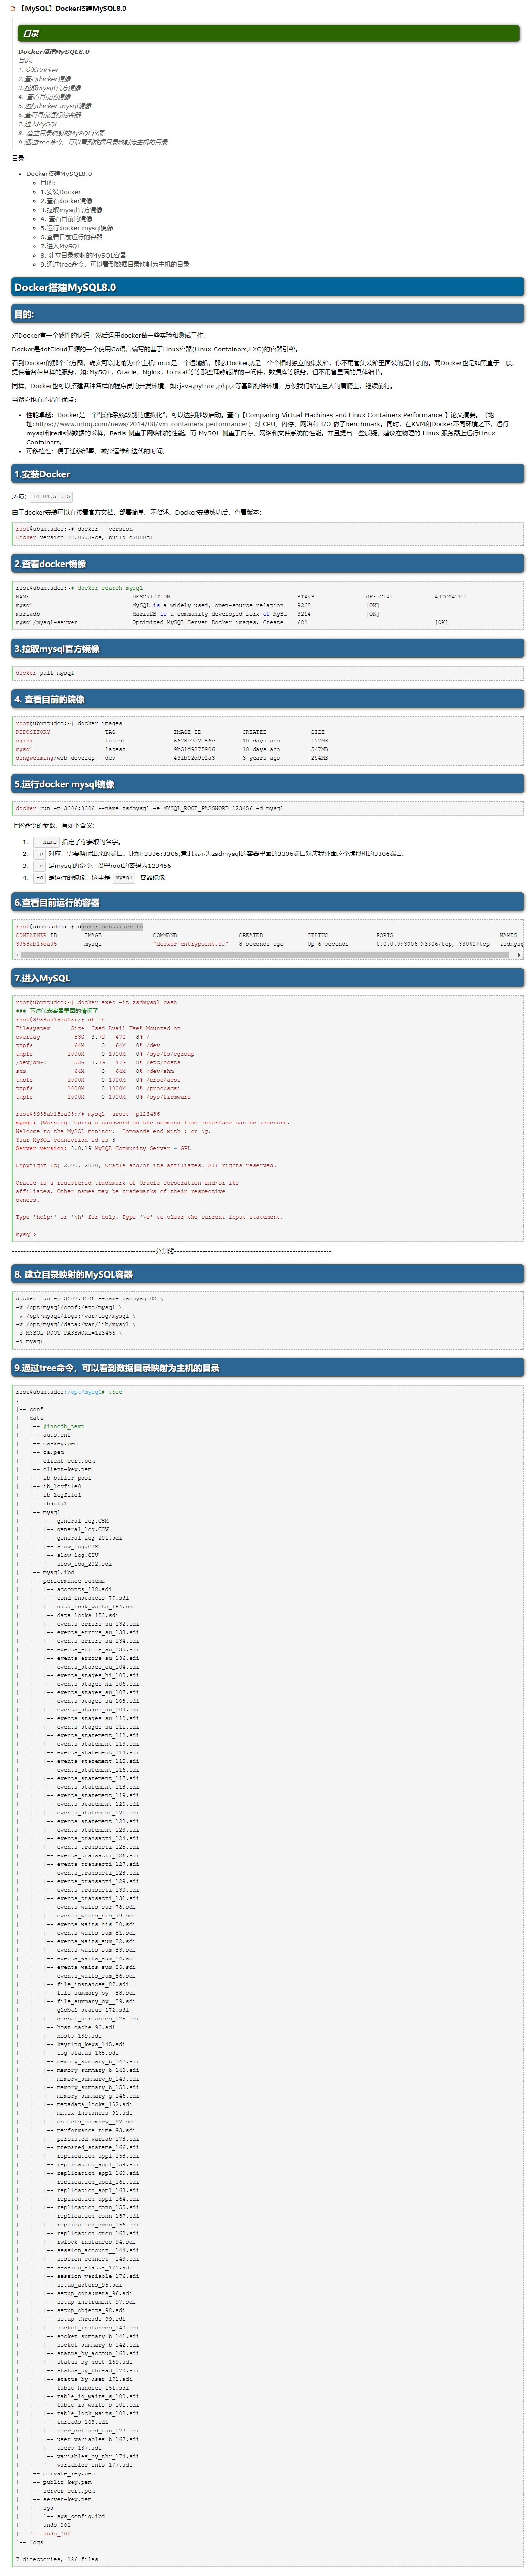 【MySQL】Docker搭建MySQL8.0
目录
Docker搭建MySQL8.0
目的:
1.安装Docker
2.查看docker镜像
3.拉取mysql官方镜像
4. 查看目前的镜像
5.运行docker mysql镜像
6.查看目前运行的容器
7.进入MySQL
8. 建立目录映射的MySQL容器
9.通过tree命令，可以看到数据目录映射为主机的目录
目录
Docker搭建MySQL8.0
目的:
1.安装Docker
2.查看docker镜像
3.拉取mysql官方镜像
4. 查看目前的镜像
5.运行docker mysql镜像
6.查看目前运行的容器
7.进入MySQL
8. 建立目录映射的MySQL容器
9.通过tree命令，可以看到数据目录映射为主机的目录
Docker搭建MySQL8.0
目的:
对Docker有一个感性的认识，然后运用docker做一些实验和测试工作。
Docker是dotCloud开源的一个使用Go语言编写的基于Linux容器(Linux Containers,LXC)的容器引擎。
看到Docker的那个官方图，确实可以比喻为:宿主机Linux是一个运输船，那么Docker就是一个个相对独立的集装箱，你不用管集装箱里面装的是什么的。而Docker也是如黑盒子一般，
提供着各种各样的服务，如:MySQL、Oracle、Nginx、tomcat等等那些耳熟能详的中间件、数据库等服务。但不用管里面的具体细节。
同样，Docker也可以搭建各种各样的程序员的开发环境，如:java,python,php,c等基础构件环境，方便我们站在巨人的肩膀上，继续前行。
当然它也有不错的优点:
性能卓越：Docker是一个“操作系统级别的虚拟化”，可以达到秒级启动。查看【Comparing Virtual Machines and Linux Containers Performance 】论文摘要。（地
址:https://www.infoq.com/news/2014/08/vm-containers-performance/）对 CPU、内存、网络和 I/O 做了benchmark。同时，在KVM和Docker不同环境之下，运行
mysql和redis做数据的采样，Redis 侧重于网络栈的性能。而 MySQL 侧重于内存、网络和文件系统的性能。并且提出一些质疑，建议在物理的 Linux 服务器上运行Linux
Containers。
可移植性：便于迁移部署、减少运维和迭代的时间。
1.安装Docker
环境：14.04.5 LTS
由于docker安装可以直接看官方文档，部署简单。不赘述。Docker安装成功后，查看版本:
root@ubuntudoc:~# docker --version
Docker version 18.06.3-ce, build d7080c1
2.查看docker镜像
root@ubuntudoc:~# docker search mysql
NAME DESCRIPTION STARS OFFICIAL AUTOMATED
mysql MySQL is a widely used, open-source relation… 9238 [OK]
mariadb MariaDB is a community-developed fork of MyS… 3294 [OK]
mysql/mysql-server Optimized MySQL Server Docker images. Create… 681 [OK]
3.拉取mysql官方镜像
docker pull mysql
4. 查看目前的镜像
root@ubuntudoc:~# docker images
REPOSITORY TAG IMAGE ID CREATED SIZE
nginx latest 6678c7c2e56c 10 days ago 127MB
mysql latest 9b51d9275906 10 days ago 547MB
dongweiming/web_develop dev 43fb02d9c1a3 3 years ago 294MB
5.运行docker mysql镜像
docker run -p 3306:3306 --name zsdmysql -e MYSQL_ROOT_PASSWORD=123456 -d mysql
上述命令的参数，有如下含义:
1. --name 指定了你要取的名字。
2. -p 对应，需要映射出来的端口。比如:3306:3306,意识表示为zsdmysql的容器里面的3306端口对应我外面这个虚拟机的3306端口。
3. -e 是mysql的命令，设置root的密码为123456
4. -d 是运行的镜像，这里是 mysql 容器镜像
6.查看目前运行的容器
root@ubuntudoc:~# docker container ls
CONTAINER ID IMAGE COMMAND CREATED STATUS PORTS NAMES
3958ab19ea05 mysql "docker-entrypoint.s…" 8 seconds ago Up 6 seconds 0.0.0.0:3306->3306/tcp, 33060/tcp zsdmysq
7.进入MySQL
root@ubuntudoc:~# docker exec -it zsdmysql bash
### 下述代表容器里面的情况了
root@3958ab19ea05:/# df -h
Filesystem Size Used Avail Use% Mounted on
overlay 53G 3.7G 47G 8% /
tmpfs 64M 0 64M 0% /dev
tmpfs 1000M 0 1000M 0% /sys/fs/cgroup
/dev/dm-0 53G 3.7G 47G 8% /etc/hosts
shm 64M 0 64M 0% /dev/shm
tmpfs 1000M 0 1000M 0% /proc/acpi
tmpfs 1000M 0 1000M 0% /proc/scsi
tmpfs 1000M 0 1000M 0% /sys/firmware
root@3958ab19ea05:/# mysql -uroot -p123456
mysql: [Warning] Using a password on the command line interface can be insecure.
Welcome to the MySQL monitor. Commands end with ; or \g.
Your MySQL connection id is 8
Server version: 8.0.19 MySQL Community Server - GPL
Copyright (c) 2000, 2020, Oracle and/or its affiliates. All rights reserved.
Oracle is a registered trademark of Oracle Corporation and/or its
affiliates. Other names may be trademarks of their respective
owners.
Type 'help;' or '\h' for help. Type '\c' to clear the current input statement.
mysql>
----------分割线----------
8. 建立目录映射的MySQL容器
docker run -p 3307:3306 --name zsdmysql02 \
-v /opt/mysql/conf:/etc/mysql \
-v /opt/mysql/logs:/var/log/mysql \
-v /opt/mysql/data:/var/lib/mysql \
-e MYSQL_ROOT_PASSWORD=123456 \
-d mysql
9.通过tree命令，可以看到数据目录映射为主机的目录
root@ubuntudoc:/opt/mysql# tree
.
|-- conf
|-- data
| |-- #innodb_temp
| |-- auto.cnf
| |-- ca-key.pem
| |-- ca.pem
| |-- client-cert.pem
| |-- client-key.pem
| |-- ib_buffer_pool
| |-- ib_logfile0
| |-- ib_logfile1
| |-- ibdata1
| |-- mysql
| | |-- general_log.CSM
| | |-- general_log.CSV
| | |-- general_log_201.sdi
| | |-- slow_log.CSM
| | |-- slow_log.CSV
| | `-- slow_log_202.sdi
| |-- mysql.ibd
| |-- performance_schema
| | |-- accounts_138.sdi
| | |-- cond_instances_77.sdi
| | |-- data_lock_waits_154.sdi
| | |-- data_locks_153.sdi
| | |-- events_errors_su_132.sdi
| | |-- events_errors_su_133.sdi
| | |-- events_errors_su_134.sdi
| | |-- events_errors_su_135.sdi
| | |-- events_errors_su_136.sdi
| | |-- events_stages_cu_104.sdi
| | |-- events_stages_hi_105.sdi
| | |-- events_stages_hi_106.sdi
| | |-- events_stages_su_107.sdi
| | |-- events_stages_su_108.sdi
| | |-- events_stages_su_109.sdi
| | |-- events_stages_su_110.sdi
| | |-- events_stages_su_111.sdi
| | |-- events_statement_112.sdi
| | |-- events_statement_113.sdi
| | |-- events_statement_114.sdi
| | |-- events_statement_115.sdi
| | |-- events_statement_116.sdi
| | |-- events_statement_117.sdi
| | |-- events_statement_118.sdi
| | |-- events_statement_119.sdi
| | |-- events_statement_120.sdi
| | |-- events_statement_121.sdi
| | |-- events_statement_122.sdi
| | |-- events_statement_123.sdi
| | |-- events_transacti_124.sdi
| | |-- events_transacti_125.sdi
| | |-- events_transacti_126.sdi
| | |-- events_transacti_127.sdi
| | |-- events_transacti_128.sdi
| | |-- events_transacti_129.sdi
| | |-- events_transacti_130.sdi
| | |-- events_transacti_131.sdi
| | |-- events_waits_cur_78.sdi
| | |-- events_waits_his_79.sdi
| | |-- events_waits_his_80.sdi
| | |-- events_waits_sum_81.sdi
| | |-- events_waits_sum_82.sdi
| | |-- events_waits_sum_83.sdi
| | |-- events_waits_sum_84.sdi
| | |-- events_waits_sum_85.sdi
| | |-- events_waits_sum_86.sdi
| | |-- file_instances_87.sdi
| | |-- file_summary_by__88.sdi
| | |-- file_summary_by__89.sdi
| | |-- global_status_172.sdi
| | |-- global_variables_175.sdi
| | |-- host_cache_90.sdi
| | |-- hosts_139.sdi
| | |-- keyring_keys_145.sdi
| | |-- log_status_165.sdi
| | |-- memory_summary_b_147.sdi
| | |-- memory_summary_b_148.sdi
| | |-- memory_summary_b_149.sdi
| | |-- memory_summary_b_150.sdi
| | |-- memory_summary_g_146.sdi
| | |-- metadata_locks_152.sdi
| | |-- mutex_instances_91.sdi
| | |-- objects_summary__92.sdi
| | |-- performance_time_93.sdi
| | |-- persisted_variab_178.sdi
| | |-- prepared_stateme_166.sdi
| | |-- replication_appl_158.sdi
| | |-- replication_appl_159.sdi
| | |-- replication_appl_160.sdi
| | |-- replication_appl_161.sdi
| | |-- replication_appl_163.sdi
| | |-- replication_appl_164.sdi
| | |-- replication_conn_155.sdi
| | |-- replication_conn_157.sdi
| | |-- replication_grou_156.sdi
| | |-- replication_grou_162.sdi
| | |-- rwlock_instances_94.sdi
| | |-- session_account__144.sdi
| | |-- session_connect__143.sdi
| | |-- session_status_173.sdi
| | |-- session_variable_176.sdi
| | |-- setup_actors_95.sdi
| | |-- setup_consumers_96.sdi
| | |-- setup_instrument_97.sdi
| | |-- setup_objects_98.sdi
| | |-- setup_threads_99.sdi
| | |-- socket_instances_140.sdi
| | |-- socket_summary_b_141.sdi
| | |-- socket_summary_b_142.sdi
| | |-- status_by_accoun_168.sdi
| | |-- status_by_host_169.sdi
| | |-- status_by_thread_170.sdi
| | |-- status_by_user_171.sdi
| | |-- table_handles_151.sdi
| | |-- table_io_waits_s_100.sdi
| | |-- table_io_waits_s_101.sdi
| | |-- table_lock_waits_102.sdi
| | |-- threads_103.sdi
| | |-- user_defined_fun_179.sdi
| | |-- user_variables_b_167.sdi
| | |-- users_137.sdi
| | |-- variables_by_thr_174.sdi
| | `-- variables_info_177.sdi
| |-- private_key.pem
| |-- public_key.pem
| |-- server-cert.pem
| |-- server-key.pem
| |-- sys
| | `-- sys_config.ibd
| |-- undo_001
| `-- undo_002
`-- logs
7 directories, 126 files